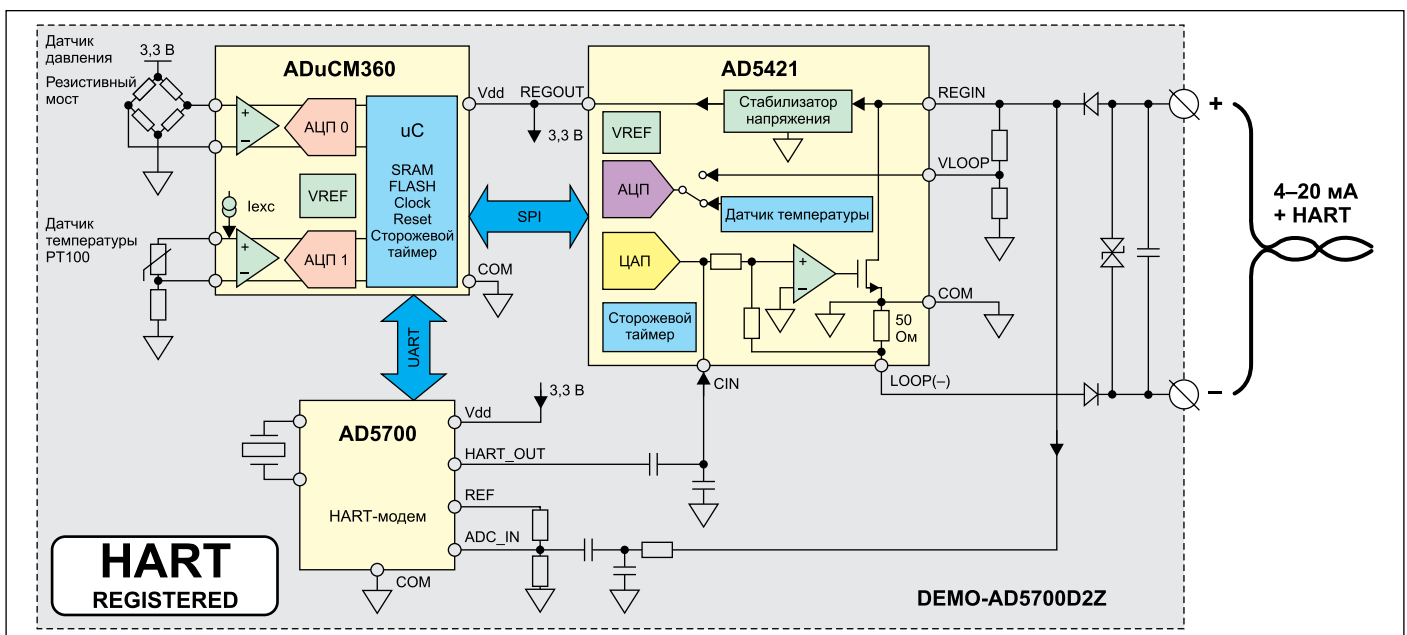 Датчик
давления
3,3 В
Резистивный
мост
ADuCM360
+
−
АЦП 0
uC
SRAM
FLASH
Clock
Reset
Сторожевой
таймер
VREF
Iexc
Датчик
температуры
PT100
+
−
АЦП 1
Vdd
REGOUT
3,3 В
SPI
COM
UART
AD5421
Стабилизатор
напряжения
VREF
АЦП
Датчик температуры
ЦАП
+
−
Сторожевой
таймер
50
Ом
REGIN
VLOOP
COM
LOOP(–)
CIN
+
−
4–20 мА
+ HART
AD5700
HART-модем
Vdd
3,3 В
HART_OUT
REF
ADC_IN
COM
HART
REGISTERED
DEMO-AD5700D2Z